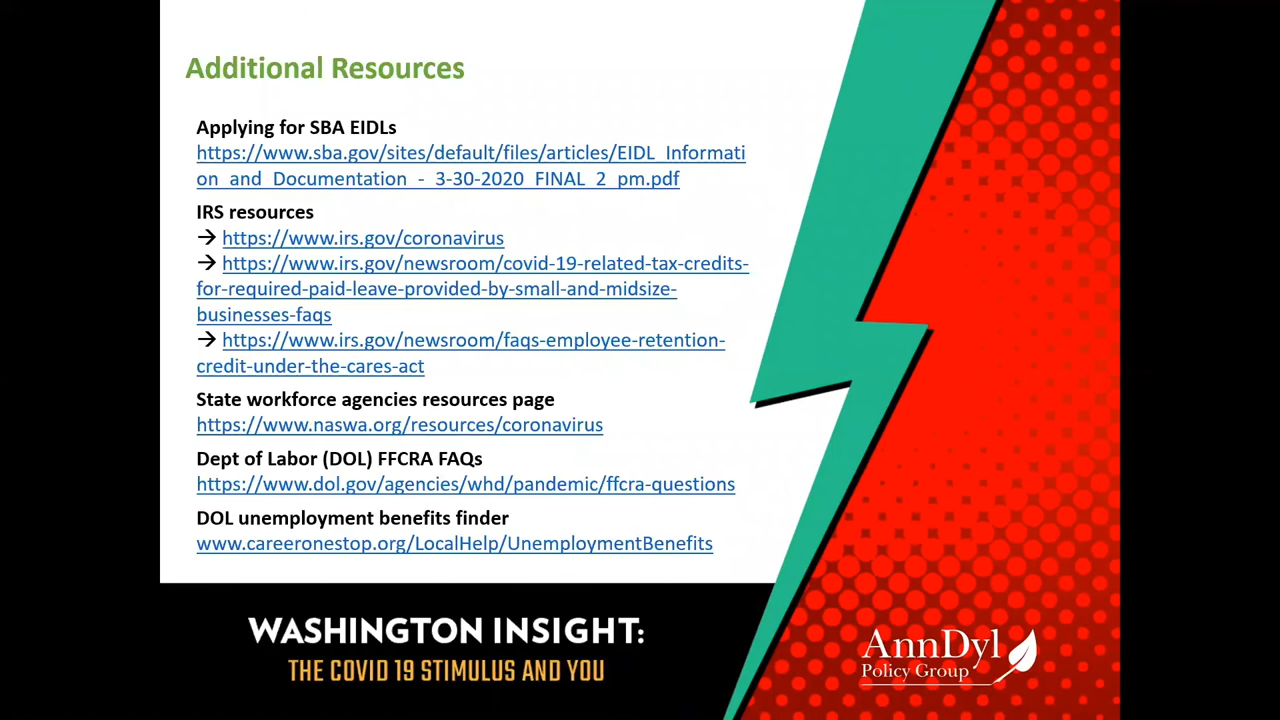 Additional Resources
Applying for SBA EIDLs
https://www.sba.gov/sites/default/files/articles/EIDL_Informati
on_and_Documentation_-_3-30-2020_FINAL_2_pm.pdf
IRS resources
→ https://www.irs.gov/coronavirus
→ https://www.irs.gov/newsroom/covid-19-related-tax-credits-
for-required-paid-leave-provided-by-small-and-midsize-
businesses-faqs
→ https://www.irs.gov/newsroom/faqs-employee-retention-
credit-under-the-cares-act
State workforce agencies resources page
https://www.naswa.org/resources/coronavirus
Dept of Labor (DOL) FFCRA FAQs
https://www.dol.gov/agencies/whd/pandemic/ffcra-questions
DOL unemployment benefits finder
www.careeronestop.org/LocalHelp/UnemploymentBenefits
WASHINGTON INSIGHT:
THE COVID 19 STIMULUS AND YOU
AnnDyl
Policy Group